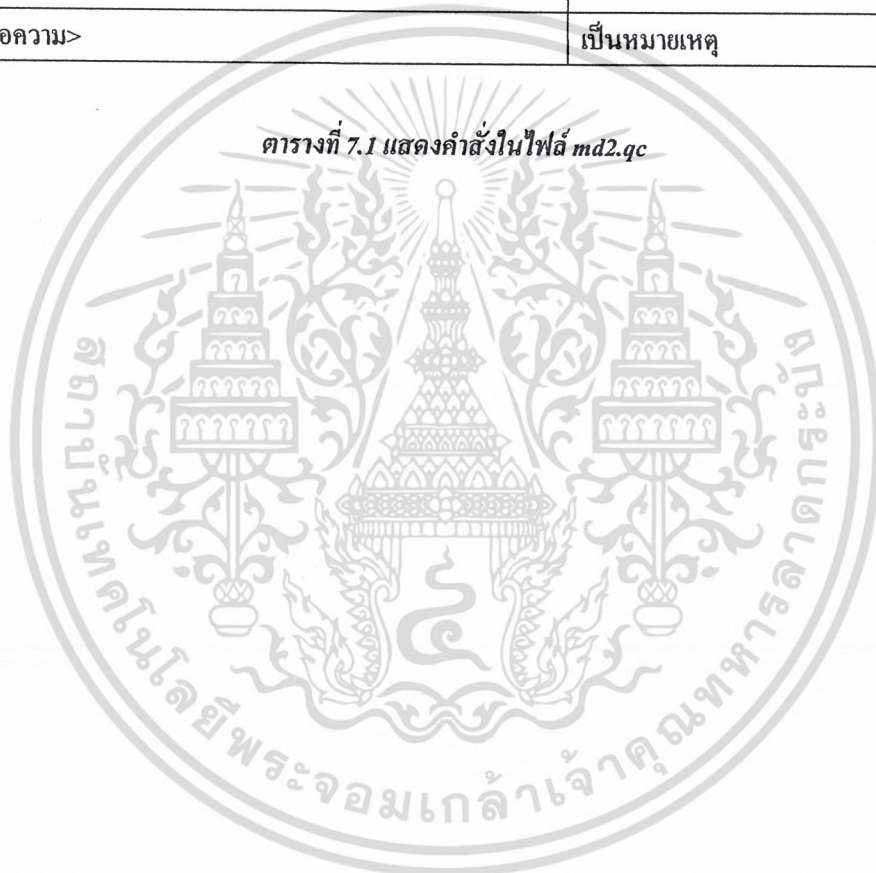 อความ> เป็นหมายเหตุ
ตารางที่ 7.1 แสดงคำสั่งในไฟล์ md2.qc
สถาบันเทคโนโลยีพระจอมเกล้าเจ้าคุณทหารลาดกระบัง